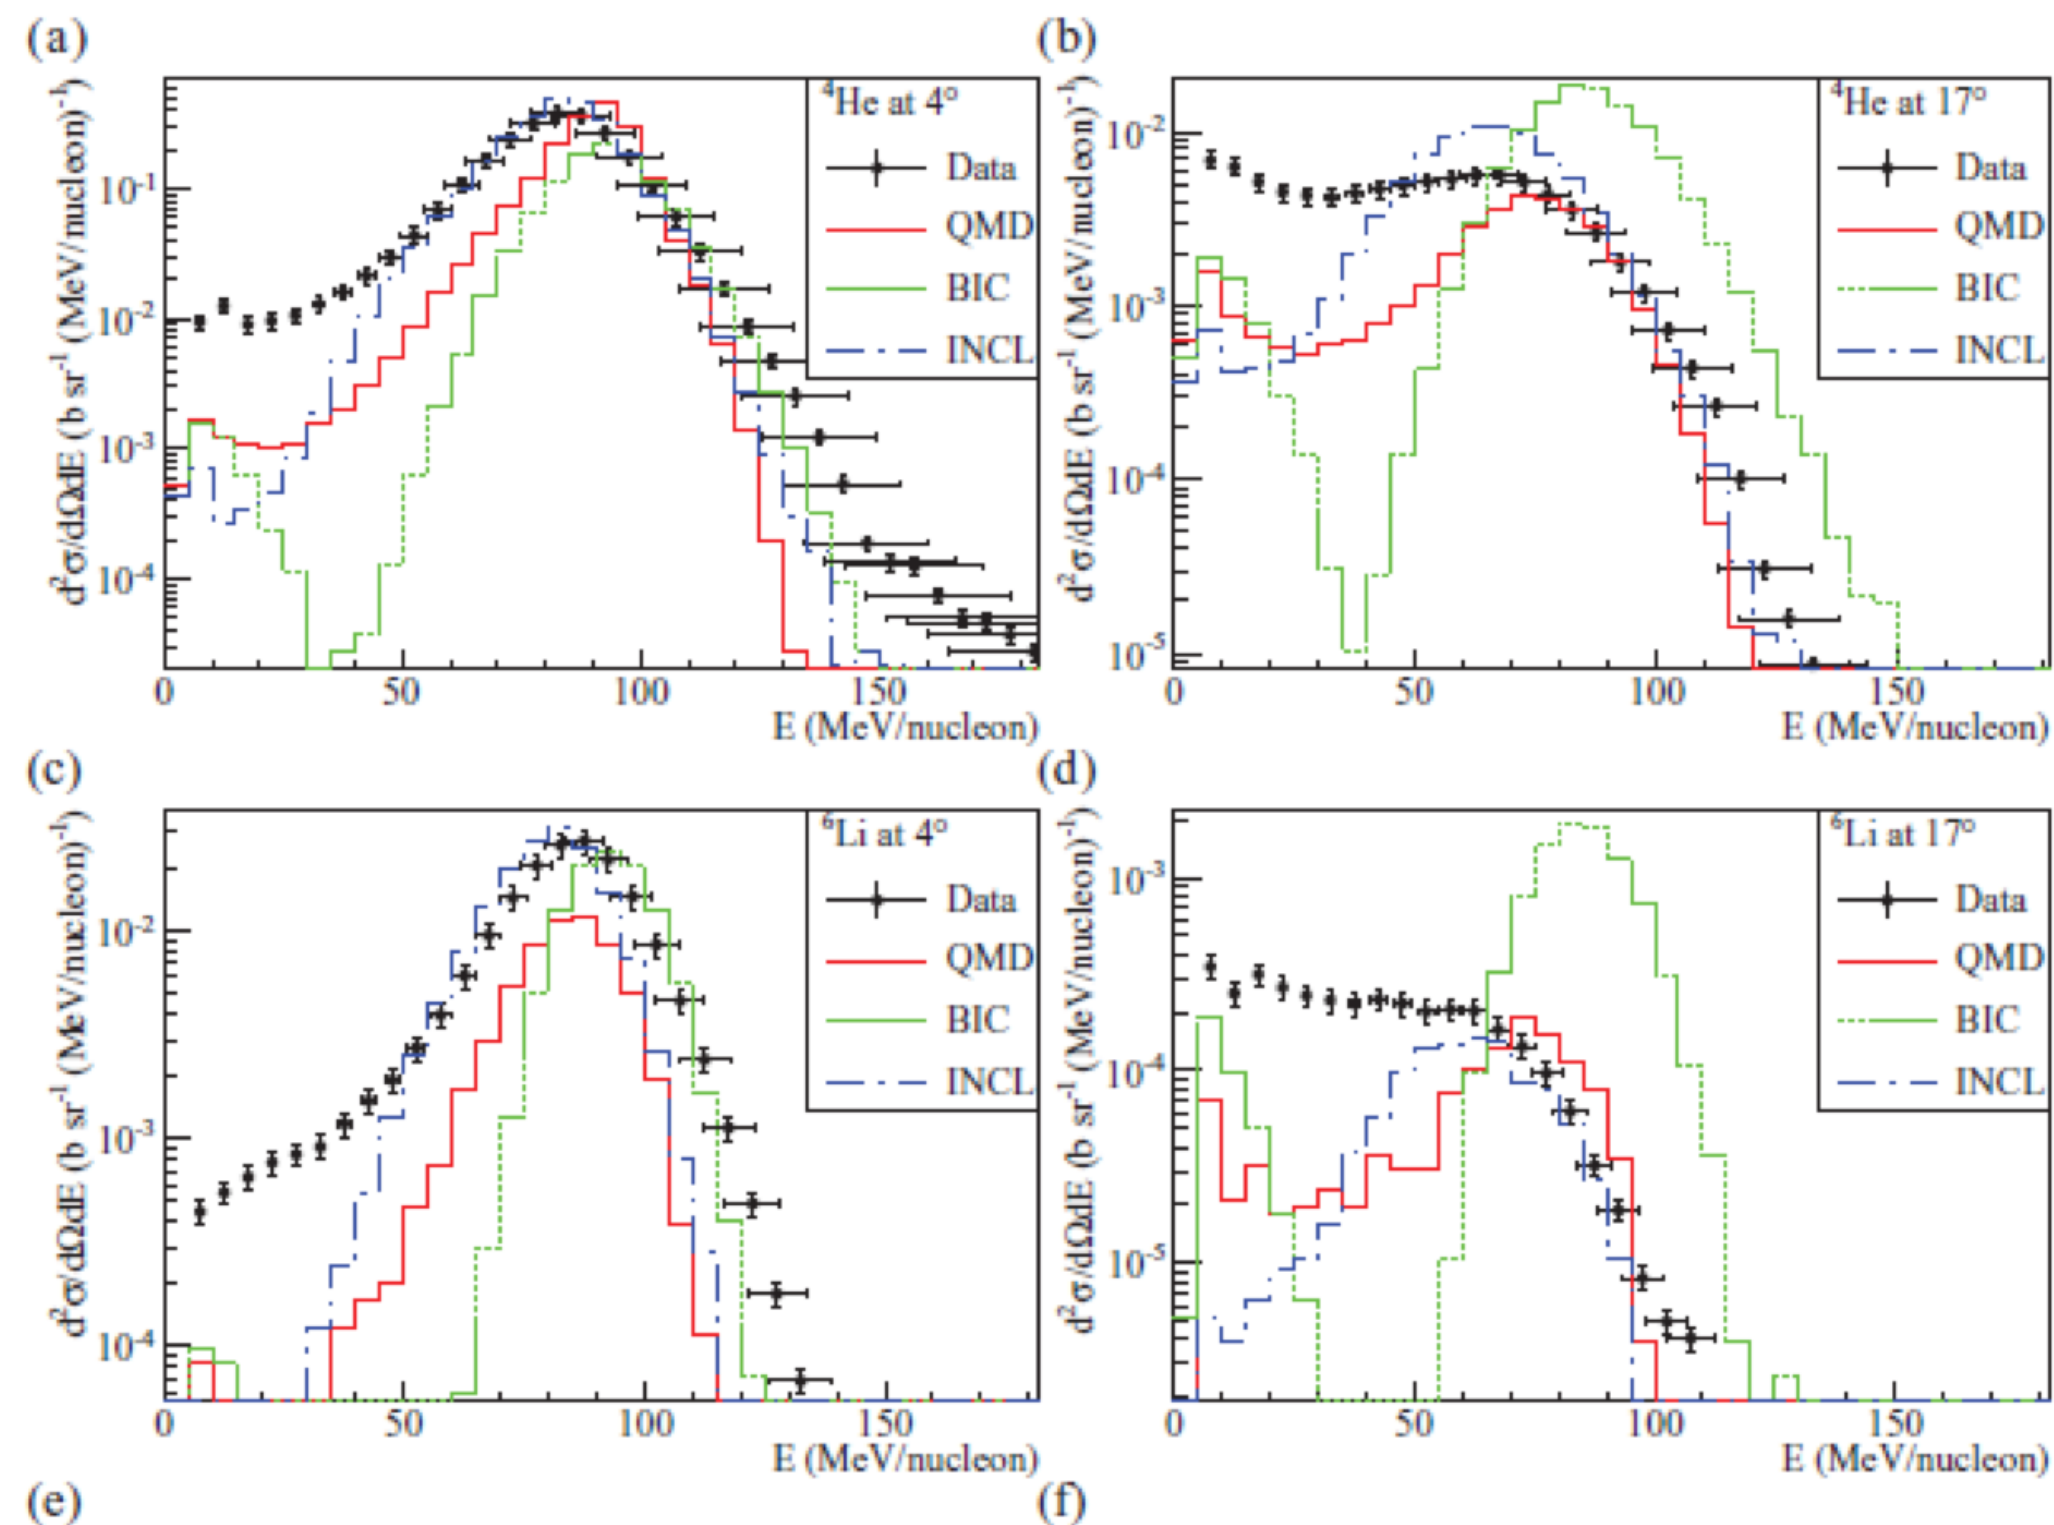 (a)
d²σ/dΩdE (b sr⁻¹ (MeV/nucleon)⁻¹)
10⁻¹
10⁻²
10⁻³
10⁻⁴
⁴He at 4°
Data
QMD
BIC
INCL
0 50 100 150
E (MeV/nucleon)
(b)
d²σ/dΩdE (b sr⁻¹ (MeV/nucleon)⁻¹)
10⁻²
10⁻³
10⁻⁴
10⁻⁵
⁴He at 17°
Data
QMD
BIC
INCL
0 50 100 150
E (MeV/nucleon)
(c)
d²σ/dΩdE (b sr⁻¹ (MeV/nucleon)⁻¹)
10⁻²
10⁻³
10⁻⁴
⁶Li at 4°
Data
QMD
BIC
INCL
0 50 100 150
E (MeV/nucleon)
(d)
d²σ/dΩdE (b sr⁻¹ (MeV/nucleon)⁻¹)
10⁻³
10⁻⁴
10⁻⁵
⁶Li at 17°
Data
QMD
BIC
INCL
0 50 100 150
E (MeV/nucleon)
(e)
(f)